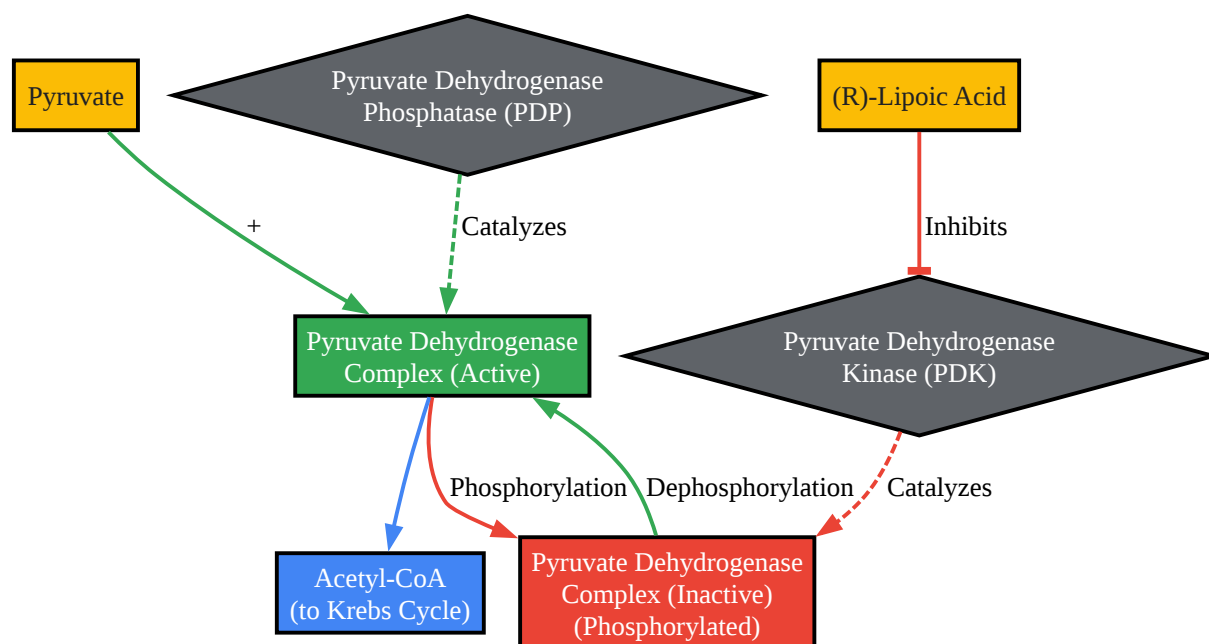 Pyruvate Dehydrogenase
Phosphatase (PDP)
Pyruvate
(R)-Lipoic Acid
+
Catalyzes
Inhibits
Pyruvate Dehydrogenase
Complex (Active)
Pyruvate Dehydrogenase
Kinase (PDK)
Phosphorylation
Dephosphorylation
Catalyzes
Acetyl-CoA
(to Krebs Cycle)
Pyruvate Dehydrogenase
Complex (Inactive)
(Phosphorylated)